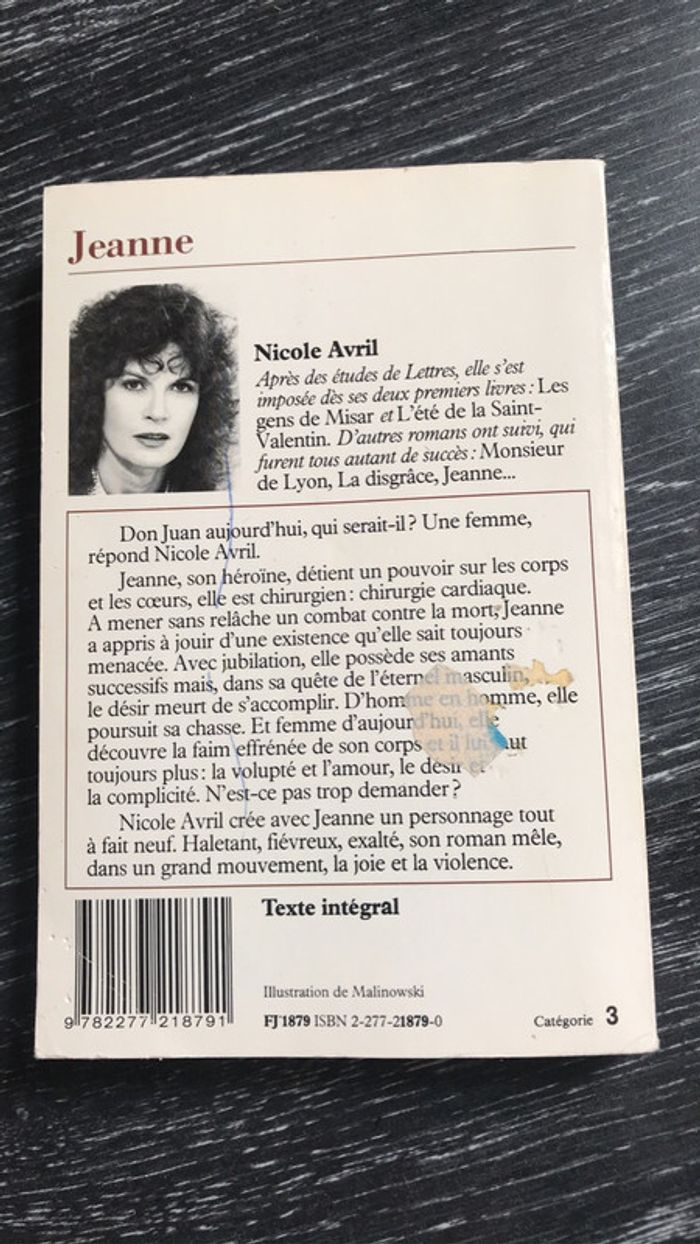 Jeanne
Nicole Avril
Après des études de Lettres, elle s'est
imposée dès ses deux premiers livres : Les
gens de Misar et L'été de la Saint-
Valentin. D'autres romans ont suivi, qui
furent tous autant de succès : Monsieur
de Lyon, La disgrâce, Jeanne...
Don Juan aujourd'hui, qui serait-il ? Une femme,
répond Nicole Avril.
Jeanne, son héroïne, détient un pouvoir sur les corps
et les cœurs, elle est chirurgien : chirurgie cardiaque.
A mener sans relâche un combat contre la mort, Jeanne
a appris à jouir d'une existence qu'elle sait toujours
menacée. Avec jubilation, elle possède ses amants
successifs mais, dans sa quête de l'éternel masculin,
le désir meurt de s'accomplir. D'homme en homme, elle
poursuit sa chasse. Et femme d'aujourd'hui, elle
découvre la faim effrénée de son corps et il lui faut
toujours plus : la volupté et l'amour, le désir et
la complicité. N'est-ce pas trop demander ?
Nicole Avril crée avec Jeanne un personnage tout
à fait neuf. Haletant, fiévreux, exalté, son roman mêle,
dans un grand mouvement, la joie et la violence.
Texte intégral
Illustration de Malinowski
9 782277 218791
FJ 1879 ISBN 2-277-21879-0
Catégorie 3